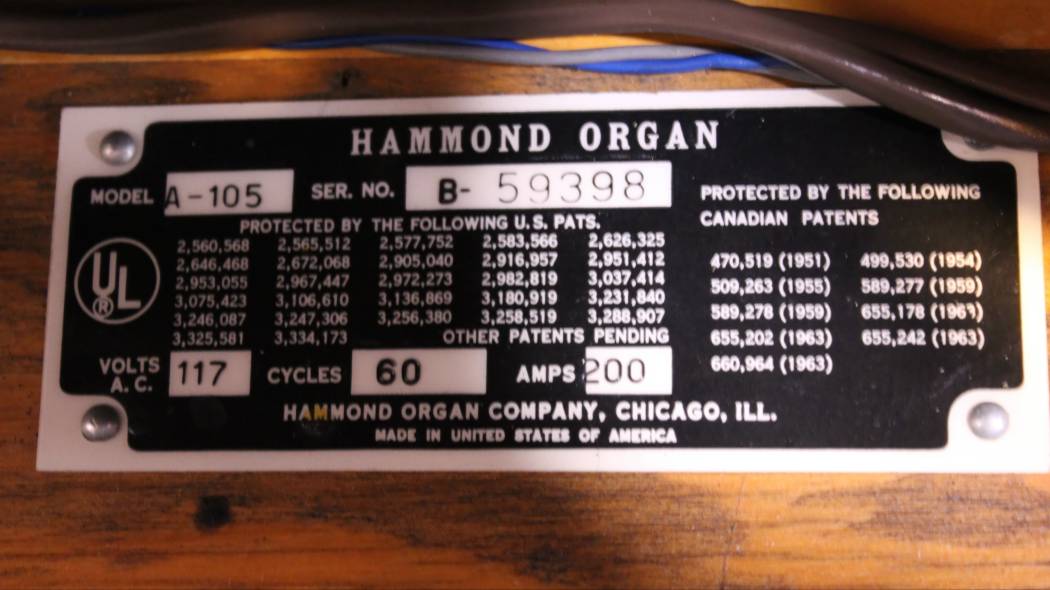 HAMMOND ORGAN
MODEL A-105 SER. NO. B- 59398
PROTECTED BY THE FOLLOWING U.S. PATS.
2,560,568 2,565,512 2,577,752 2,583,566 2,626,325
2,646,468 2,672,068 2,905,040 2,916,957 2,951,412
2,953,055 2,967,447 2,972,273 2,982,819 3,037,414
3,075,423 3,106,610 3,136,869 3,180,919 3,231,840
3,246,087 3,247,306 3,256,380 3,258,519 3,288,907
3,325,581 3,334,173 OTHER PATENTS PENDING
UL
®
VOLTS
A. C. 117 CYCLES 60 AMPS 200
PROTECTED BY THE FOLLOWING
CANADIAN PATENTS
470,519 (1951) 499,530 (1954)
509,263 (1955) 589,277 (1959)
589,278 (1959) 655,178 (1963)
655,202 (1963) 655,242 (1963)
660,964 (1963)
HAMMOND ORGAN COMPANY, CHICAGO, ILL.
MADE IN UNITED STATES OF AMERICA